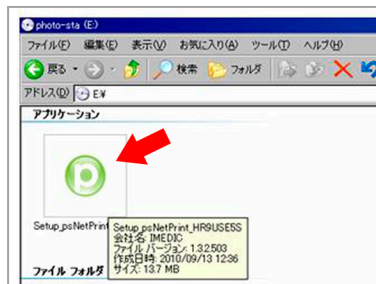 photo-sta (E:)
ファイル(F) 編集(E) 表示(V) お気に入り(A) ツール(T) ヘルプ(H)
戻る 検索 フォルダ
アドレス(D) E:¥
アプリケーション
p
Setup_psNetPrint
Setup_psNetPrint_HR9USE5S
会社名: IMEDIC
ファイル バージョン: 1.3.2.503
作成日時: 2010/09/13 12:36
サイズ: 13.7 MB
ファイル フォルダ